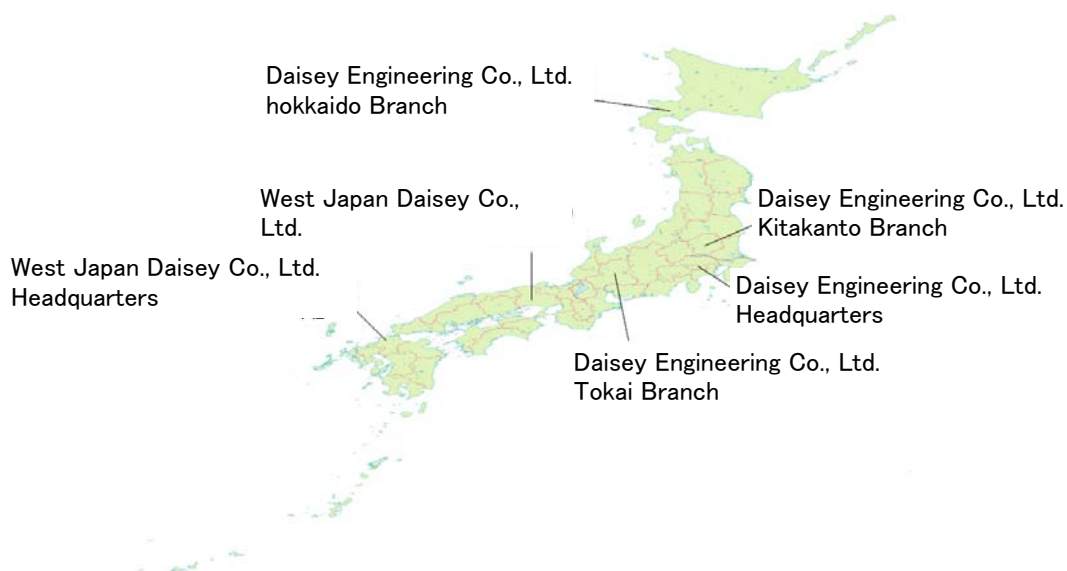 Daisey Engineering Co., Ltd.
hokkaido Branch
West Japan Daisey Co.,
Ltd.
Daisey Engineering Co., Ltd.
Kitakanto Branch
West Japan Daisey Co., Ltd.
Headquarters
Daisey Engineering Co., Ltd.
Headquarters
Daisey Engineering Co., Ltd.
Tokai Branch